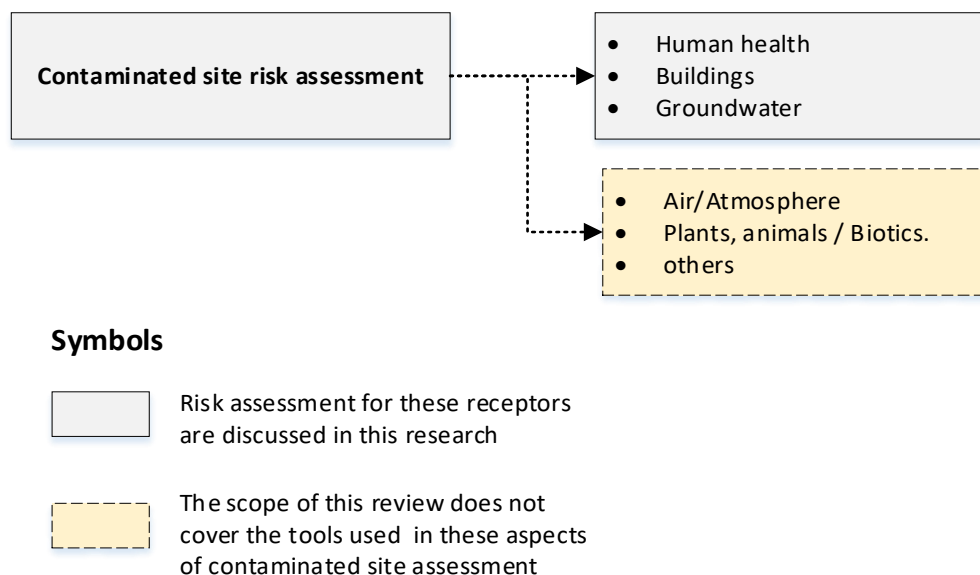 Contaminated site risk assessment
• Human health
• Buildings
• Groundwater
• Air/Atmosphere
• Plants, animals / Biotics.
• others
Symbols
Risk assessment for these receptors
are discussed in this research
The scope of this review does not
cover the tools used in these aspects
of contaminated site assessment